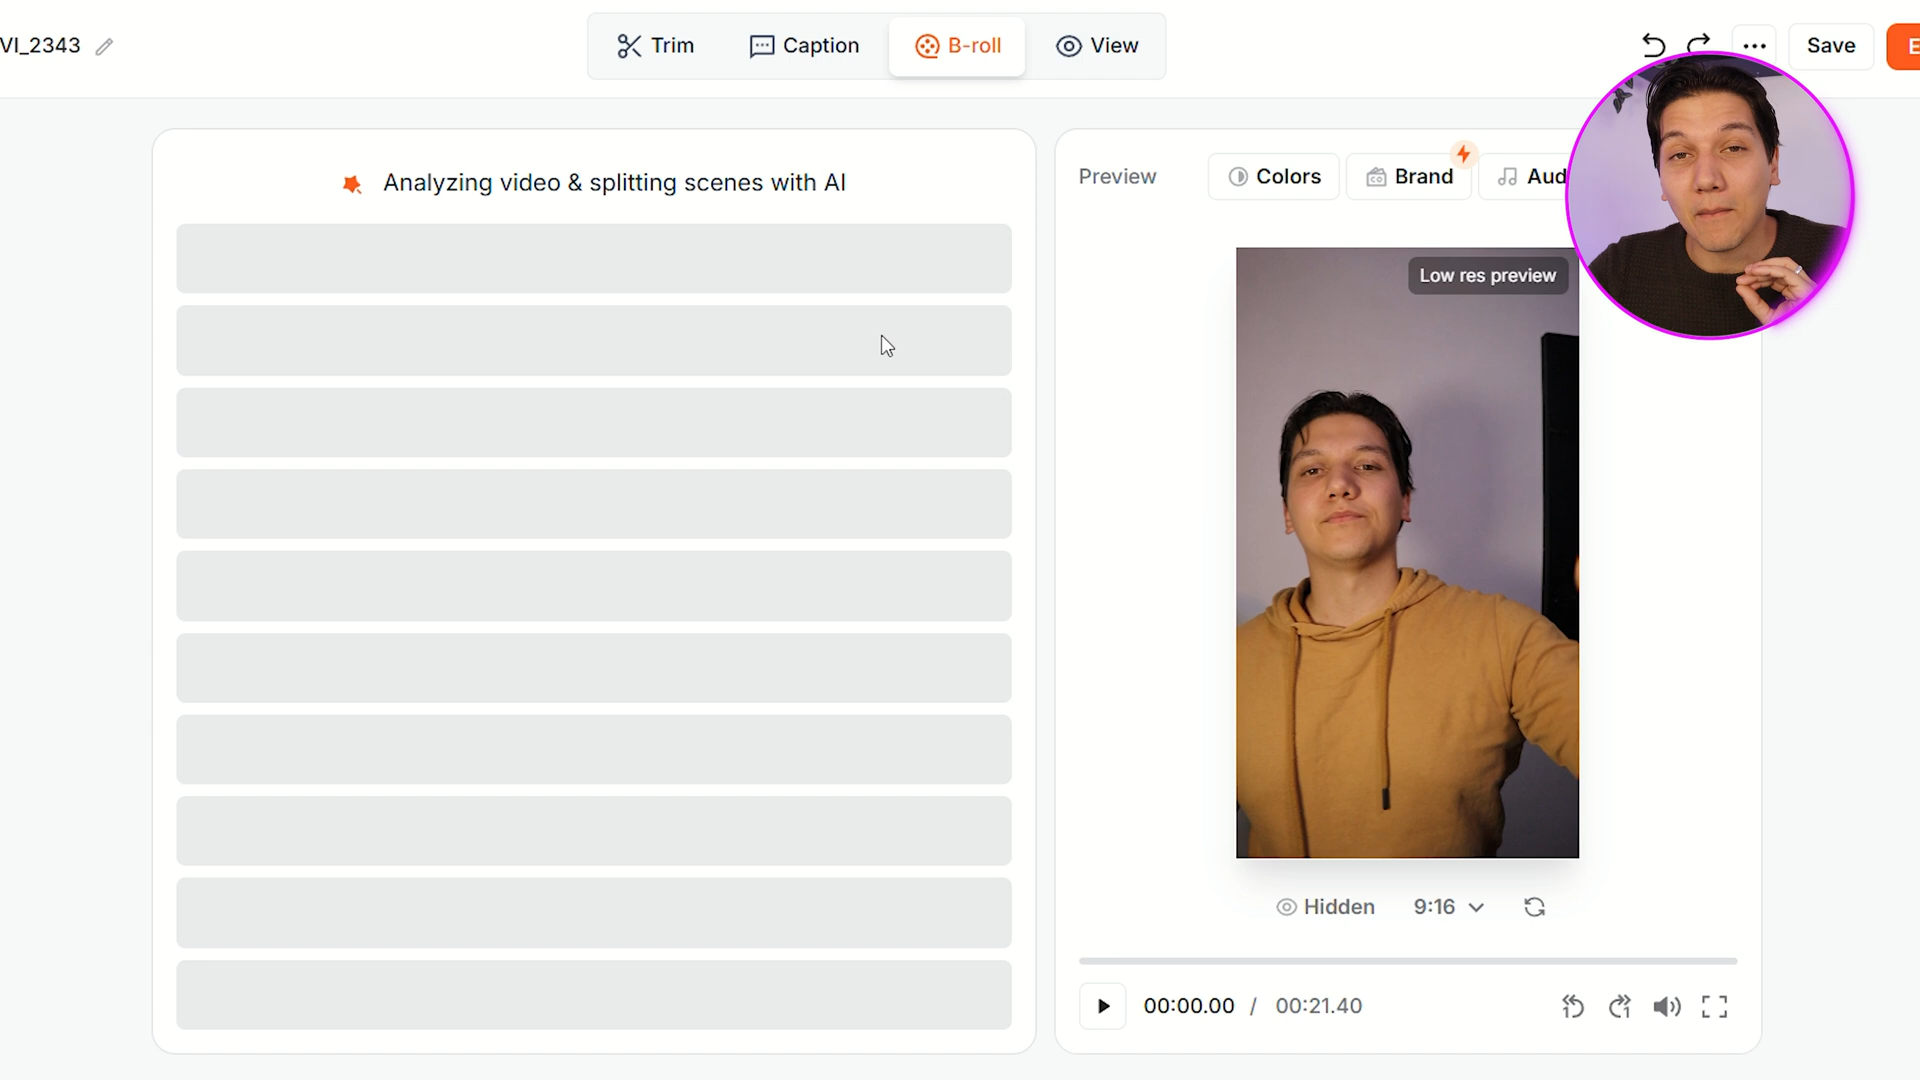 VI_2343
Trim
Caption
B-roll
View
Save
E
Analyzing video & splitting scenes with AI
Preview
Colors
Brand
Aud
Low res preview
Hidden
9:16
00:00.00 / 00:21.40